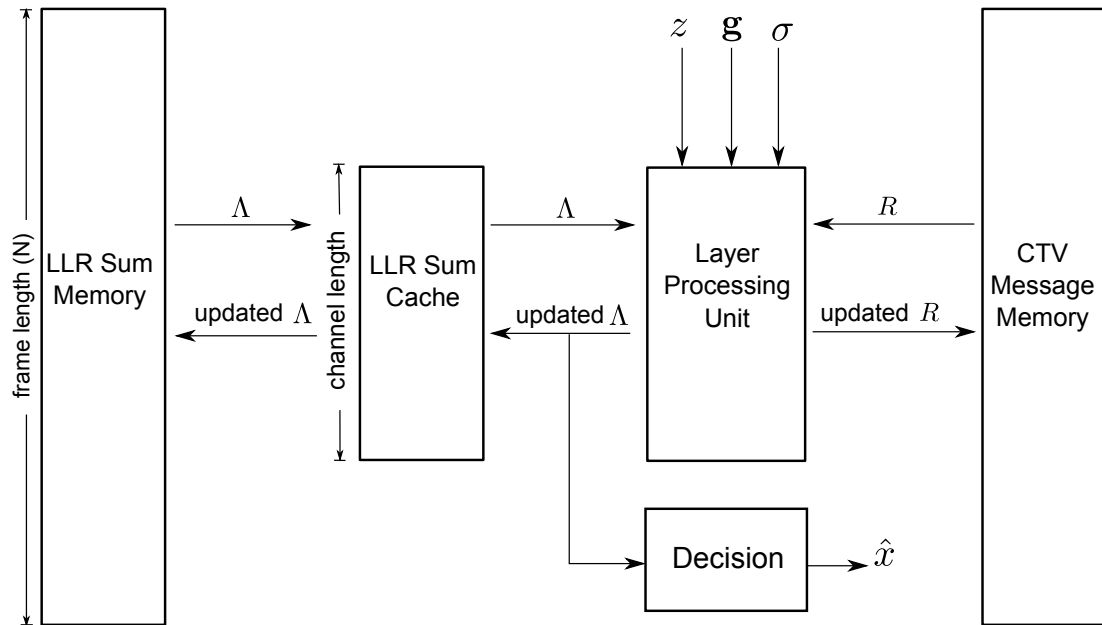 z g σ
frame length (N)
LLR Sum
Memory
Λ
updated Λ
channel length
LLR Sum
Cache
Λ
updated Λ
Layer
Processing
Unit
R
updated R
CTV
Message
Memory
Decision
x̂